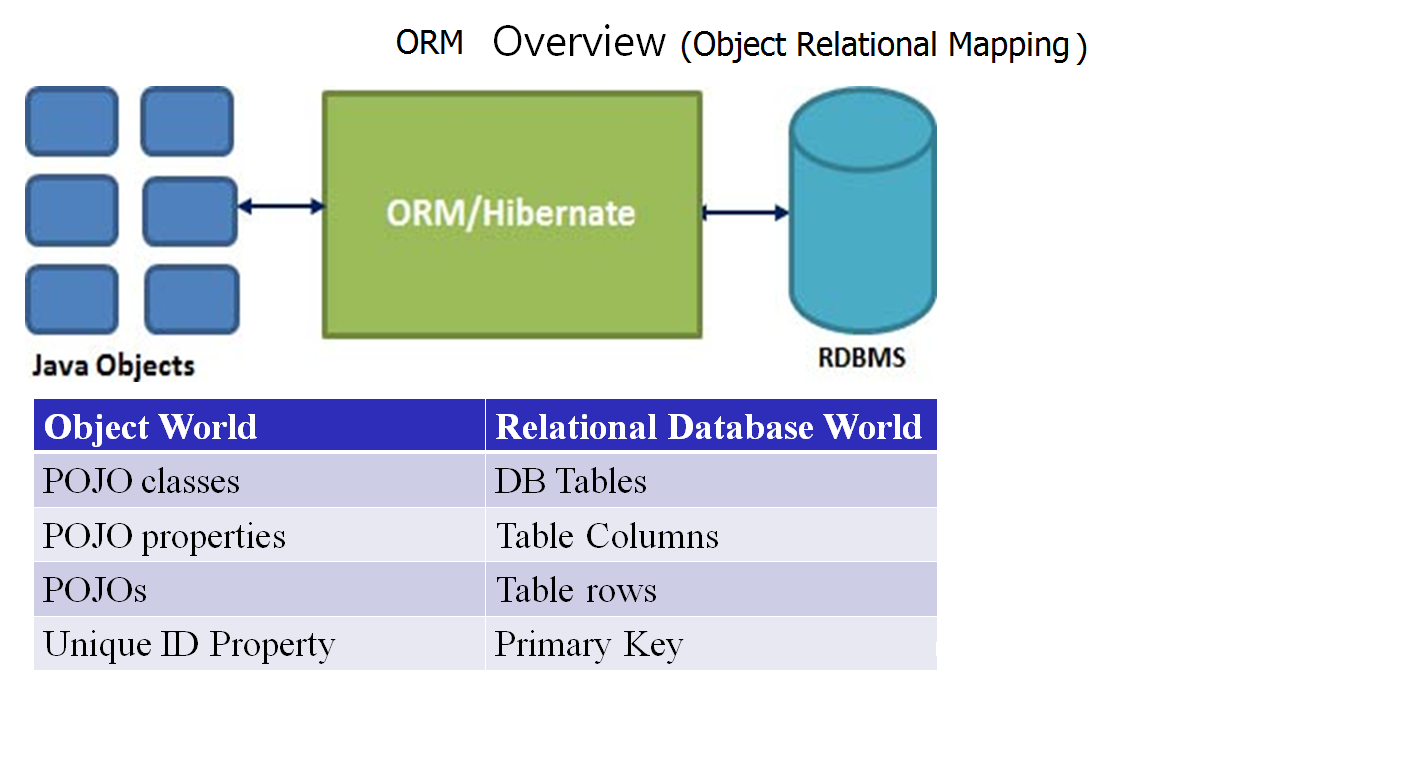 ORM Overview (Object Relational Mapping)
ORM/Hibernate
Java Objects
RDBMS
Object World Relational Database World
POJO classes DB Tables
POJO properties Table Columns
POJOs Table rows
Unique ID Property Primary Key